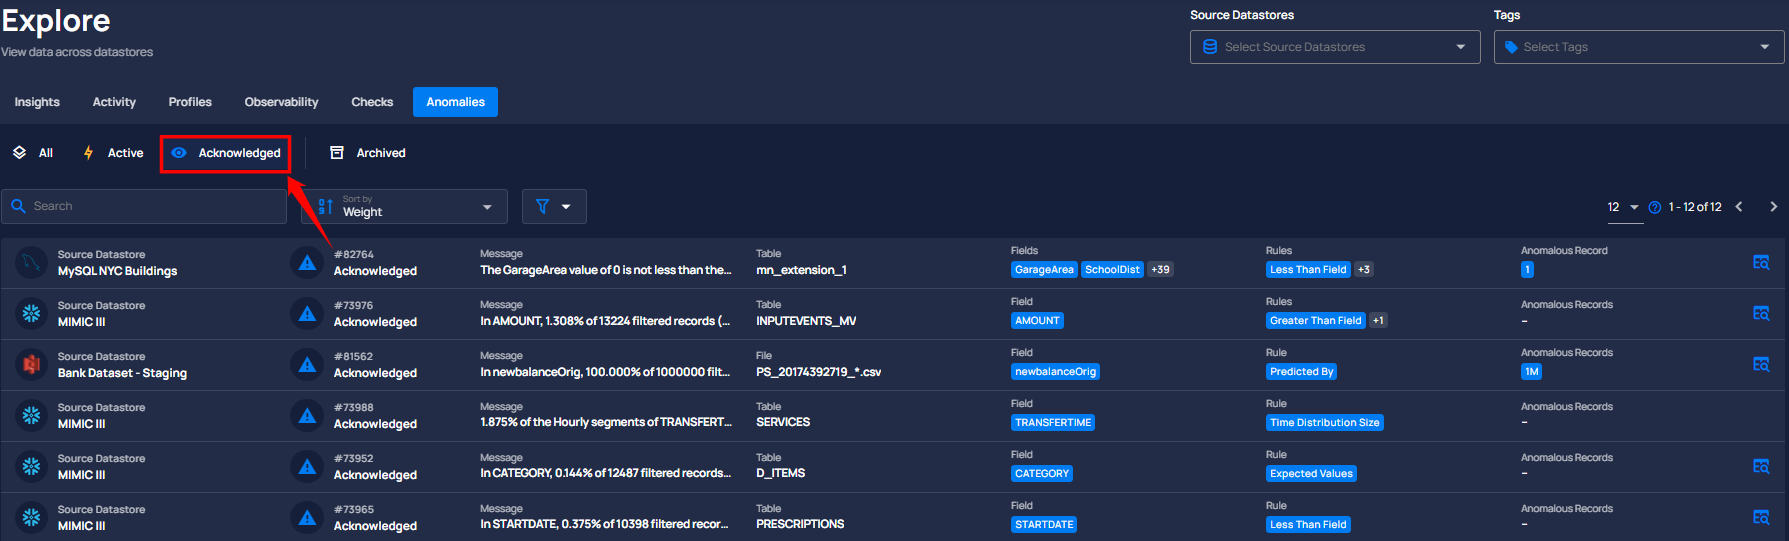 Explore
View data across datastores
Source Datastores
Select Source Datastores
Tags
Select Tags
Insights Activity Profiles Observability Checks Anomalies
All Active Acknowledged Archived
Search
Sort by
Weight
12 1 - 12 of 12
Source Datastore #82764 Message Table Fields Rules Anomalous Record
MySQL NYC Buildings Acknowledged The GarageArea value of 0 is not less than the... mn_extension_1 GarageArea SchoolDist +39 Less Than Field +3 1
Source Datastore #73976 Message Table Field Rules Anomalous Records
MIMIC III Acknowledged In AMOUNT, 1.308% of 13224 filtered records (... INPUTEVENTS_MV AMOUNT Greater Than Field +1 –
Source Datastore #81562 Message File Field Rule Anomalous Records
Bank Dataset - Staging Acknowledged In newbalanceOrig, 100.000% of 1000000 filt... PS_20174392719_*.csv newbalanceOrig Predicted By 1M
Source Datastore #73988 Message Table Field Rule Anomalous Records
MIMIC III Acknowledged 1.875% of the Hourly segments of TRANSFERT... SERVICES TRANSFERTIME Time Distribution Size –
Source Datastore #73952 Message Table Field Rule Anomalous Records
MIMIC III Acknowledged In CATEGORY, 0.144% of 12487 filtered records... D_ITEMS CATEGORY Expected Values –
Source Datastore #73965 Message Table Field Rule Anomalous Records
MIMIC III Acknowledged In STARTDATE, 0.375% of 10398 filtered recor... PRESCRIPTIONS STARTDATE Less Than Field –